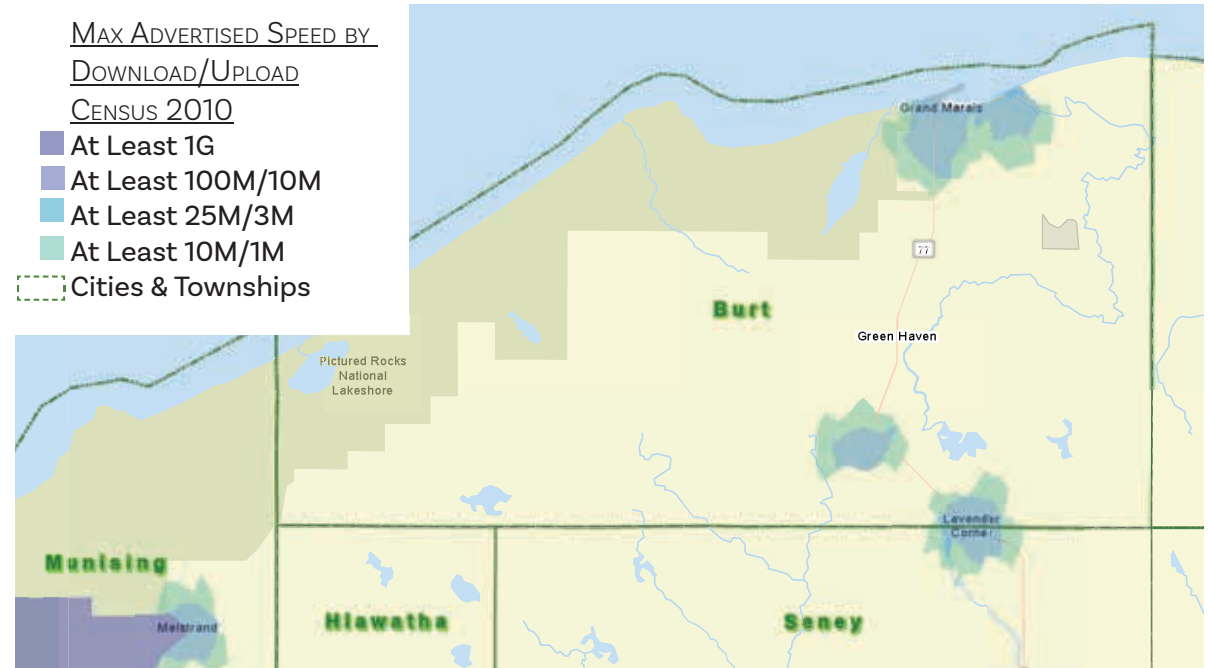 Max Advertised Speed by
Download/Upload
Census 2010
At Least 1G
At Least 100M/10M
At Least 25M/3M
At Least 10M/1M
Cities & Townships
Grand Marais
77
Burt
Green Haven
Pictured Rocks
National
Lakeshore
Lavender
Corner
Munising
Melstrand
Hiawatha
Seney